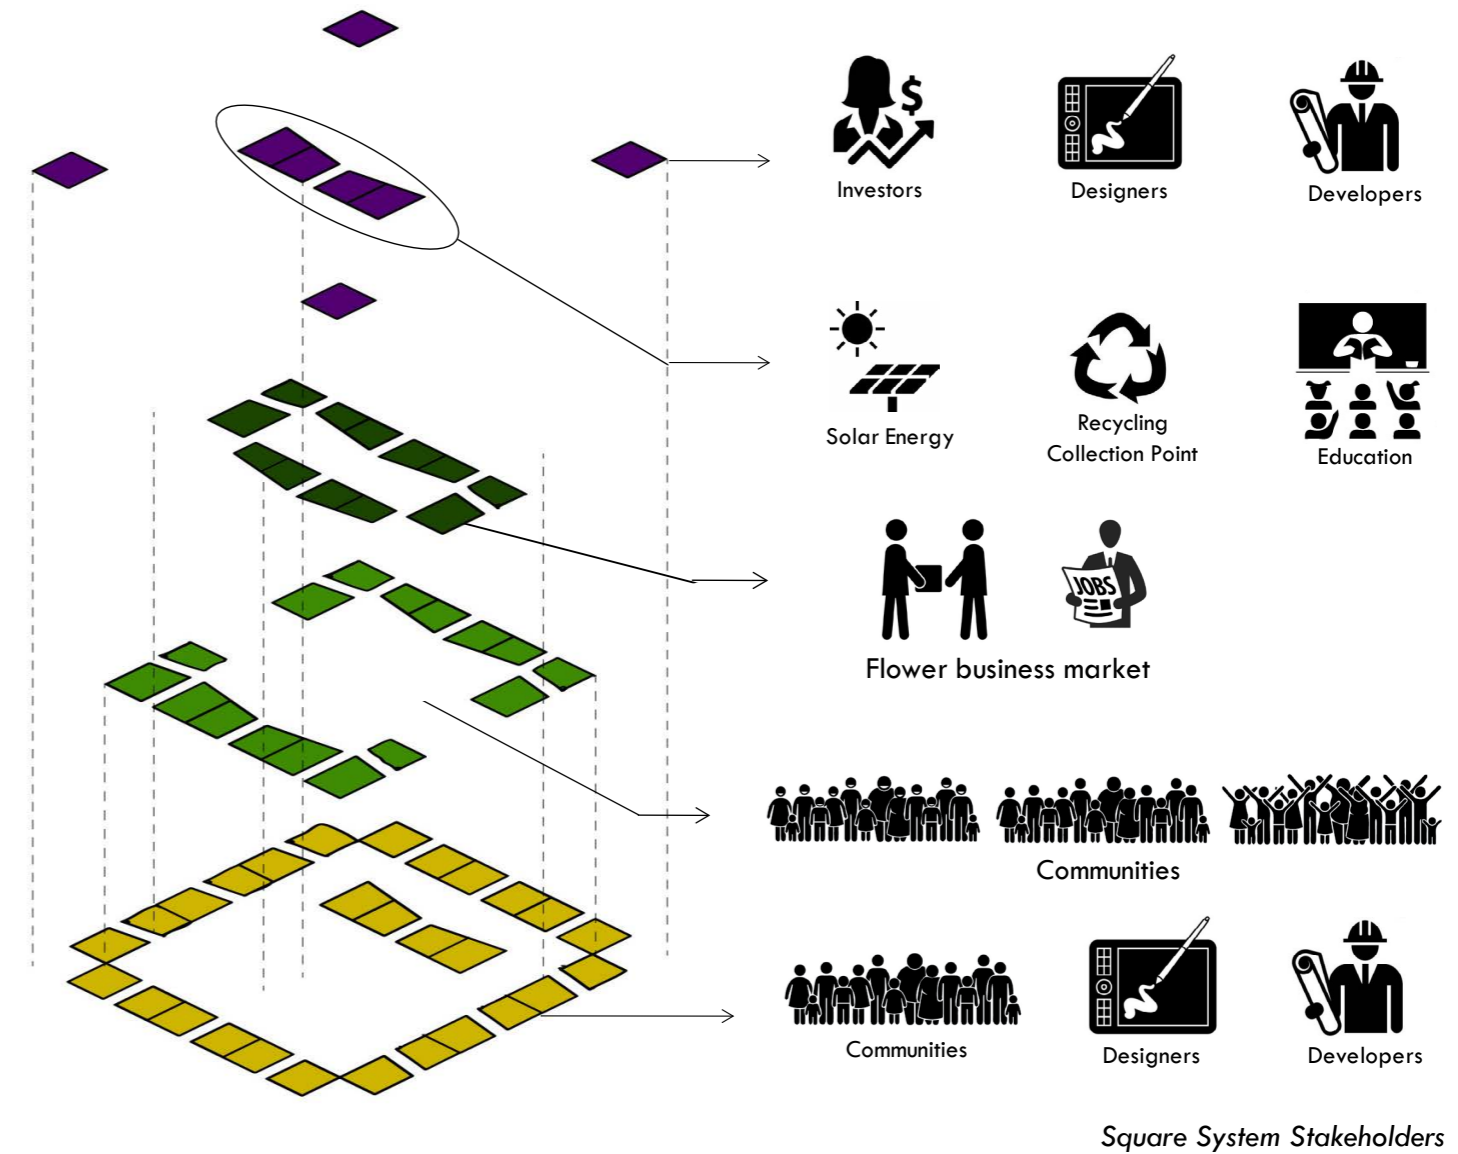 $
Investors
Designers
Developers
Solar Energy
Recycling
Collection Point
Education
JOBS
Flower business market
Communities
Communities
Designers
Developers
Square System Stakeholders